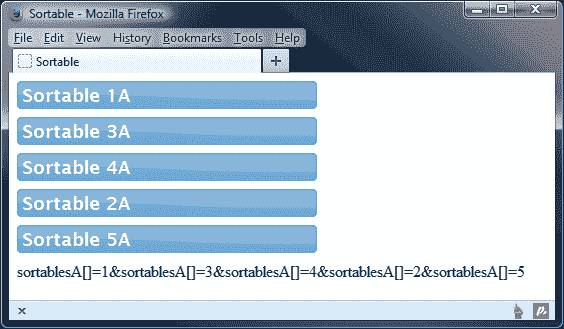 Sortable - Mozilla Firefox
File Edit View History Bookmarks Tools Help
Sortable
Sortable 1A
Sortable 3A
Sortable 4A
Sortable 2A
Sortable 5A
sortablesA[]=1&sortablesA[]=3&sortablesA[]=4&sortablesA[]=2&sortablesA[]=5